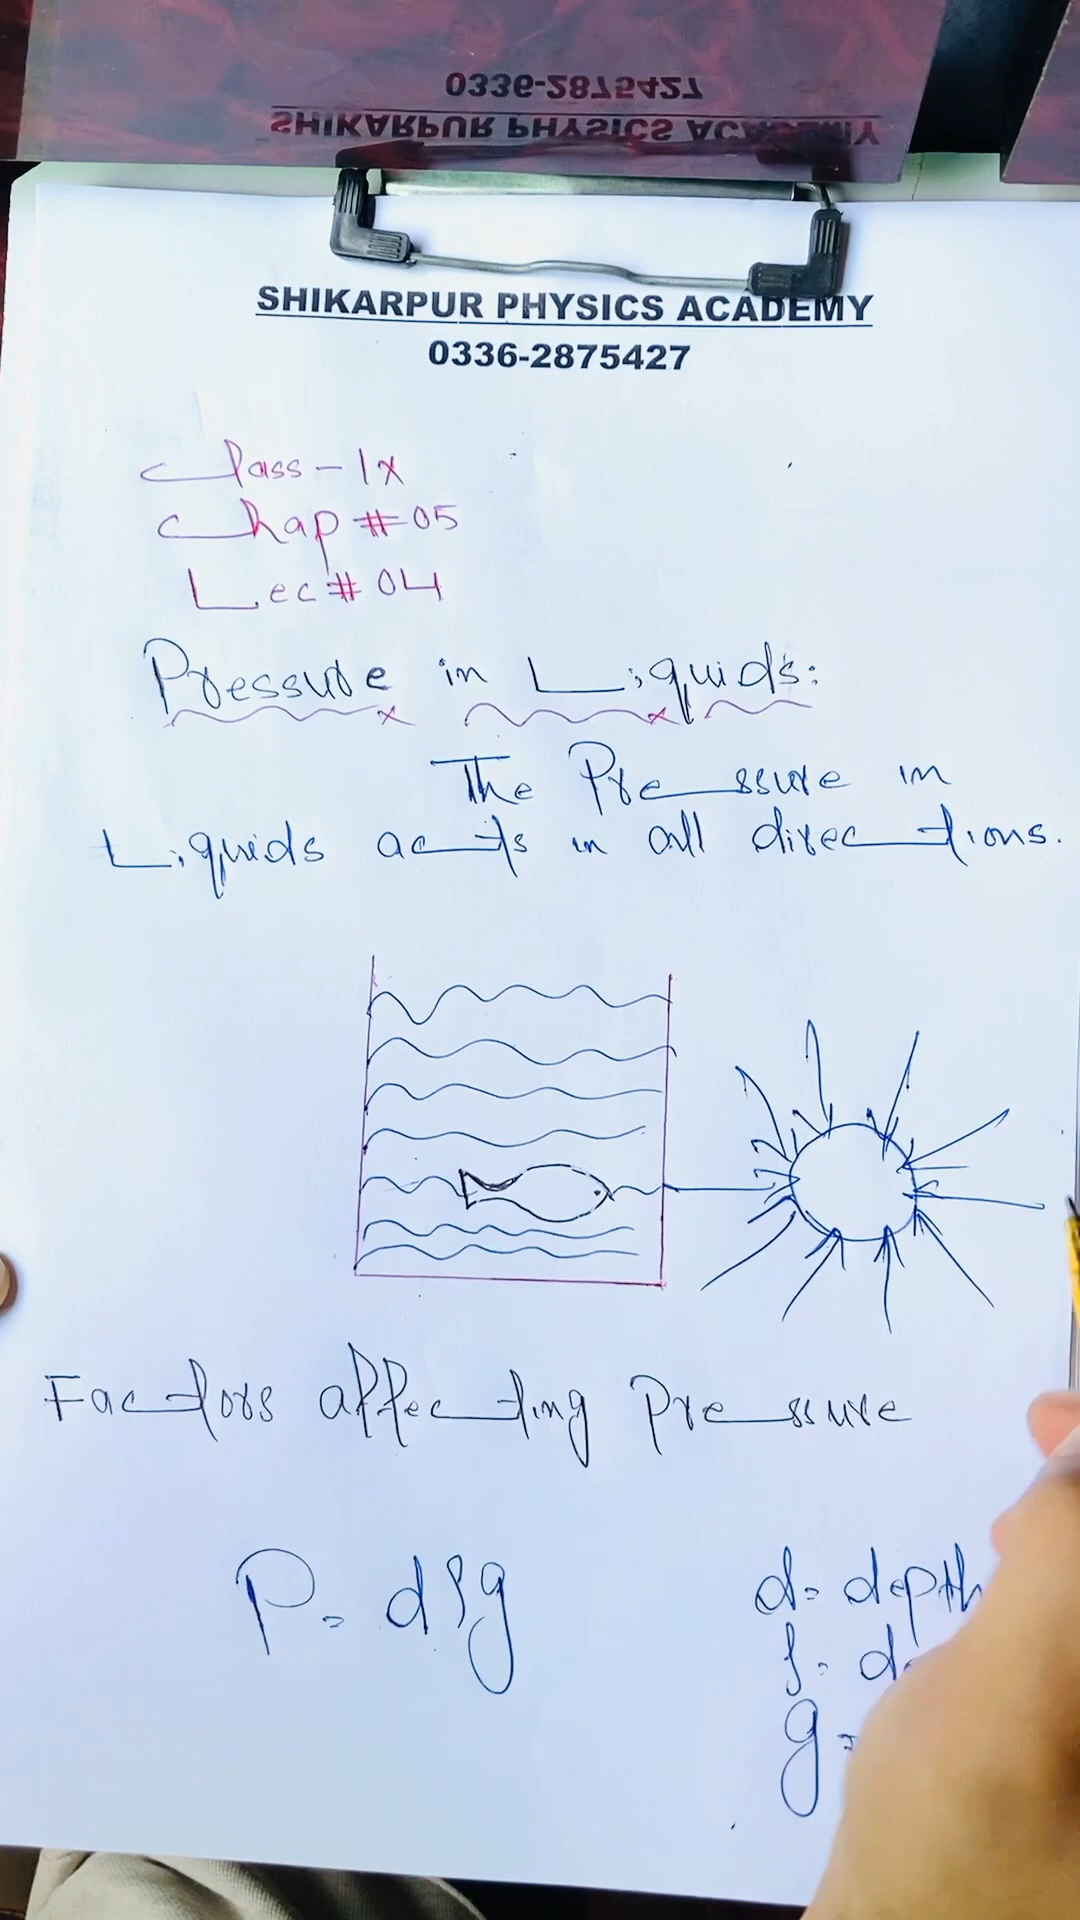 0336-2875427
SHIKARPUR PHYSICS ACADEMY
SHIKARPUR PHYSICS ACADEMY
0336-2875427
Class-IX
Chap#05
Lec#04
Pressure in Liquids:
The Pressure in
Liquids acts in all directions.
Factors affecting Pressure
P = dρg
d = depth
ρ =
g =